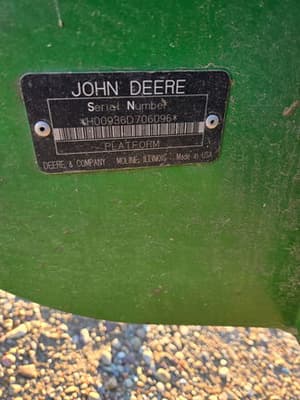 JOHN DEERE
Serial Number
*H00936D706096*
PLATFORM
DEERE & COMPANY MOLINE, ILLINOIS Made in USA